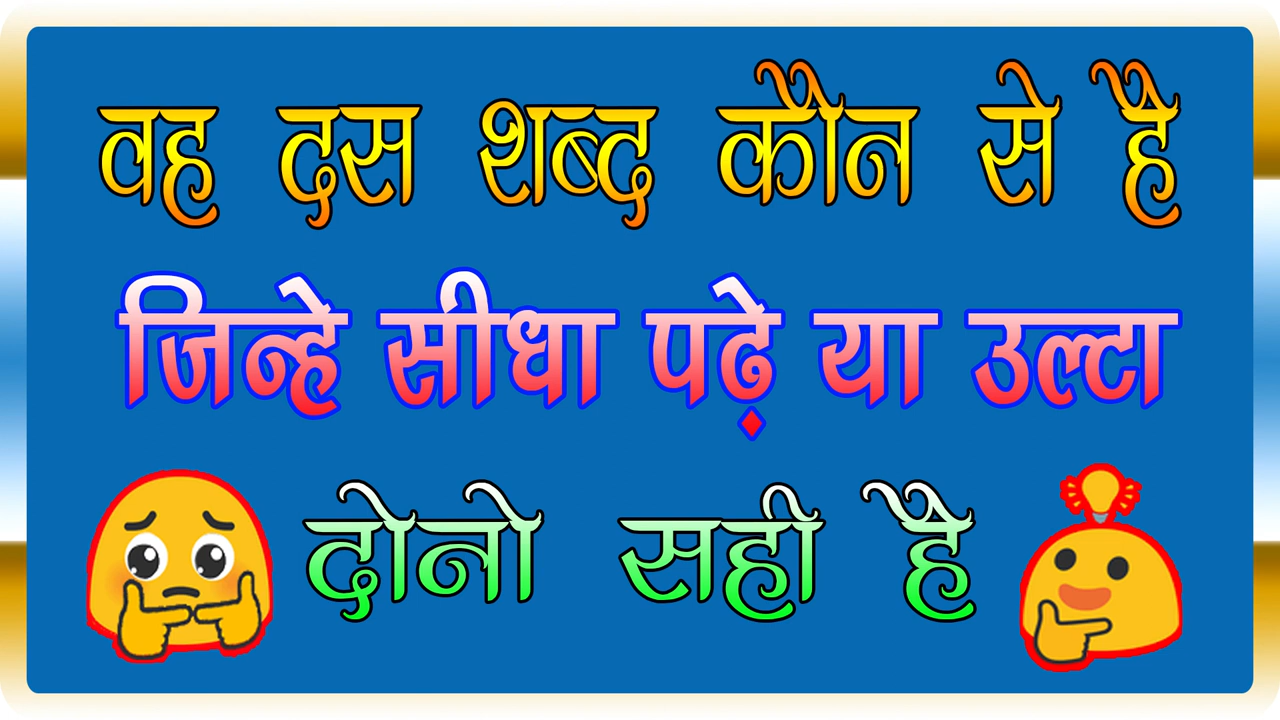 वह दस शब्द कौन से है
जिन्हे सीधा पढ़े या उल्टा
दोनो सही है